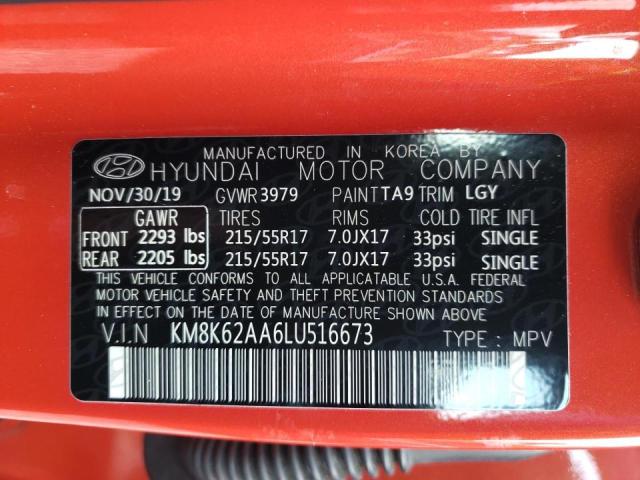 MANUFACTURED IN KOREA BY
HYUNDAI MOTOR COMPANY
NOV/30/19 GVWR 3979 PAINT TA9 TRIM LGY
GAWR TIRES RIMS COLD TIRE INFL
FRONT 2293 lbs 215/55R17 7.0JX17 33psi SINGLE
REAR 2205 lbs 215/55R17 7.0JX17 33psi SINGLE
THIS VEHICLE CONFORMS TO ALL APPLICABLE U.S.A. FEDERAL
MOTOR VEHICLE SAFETY AND THEFT PREVENTION STANDARDS
IN EFFECT ON THE DATE OF MANUFACTURE SHOWN ABOVE.
V.I.N KM8K62AA6LU516673 TYPE : MPV